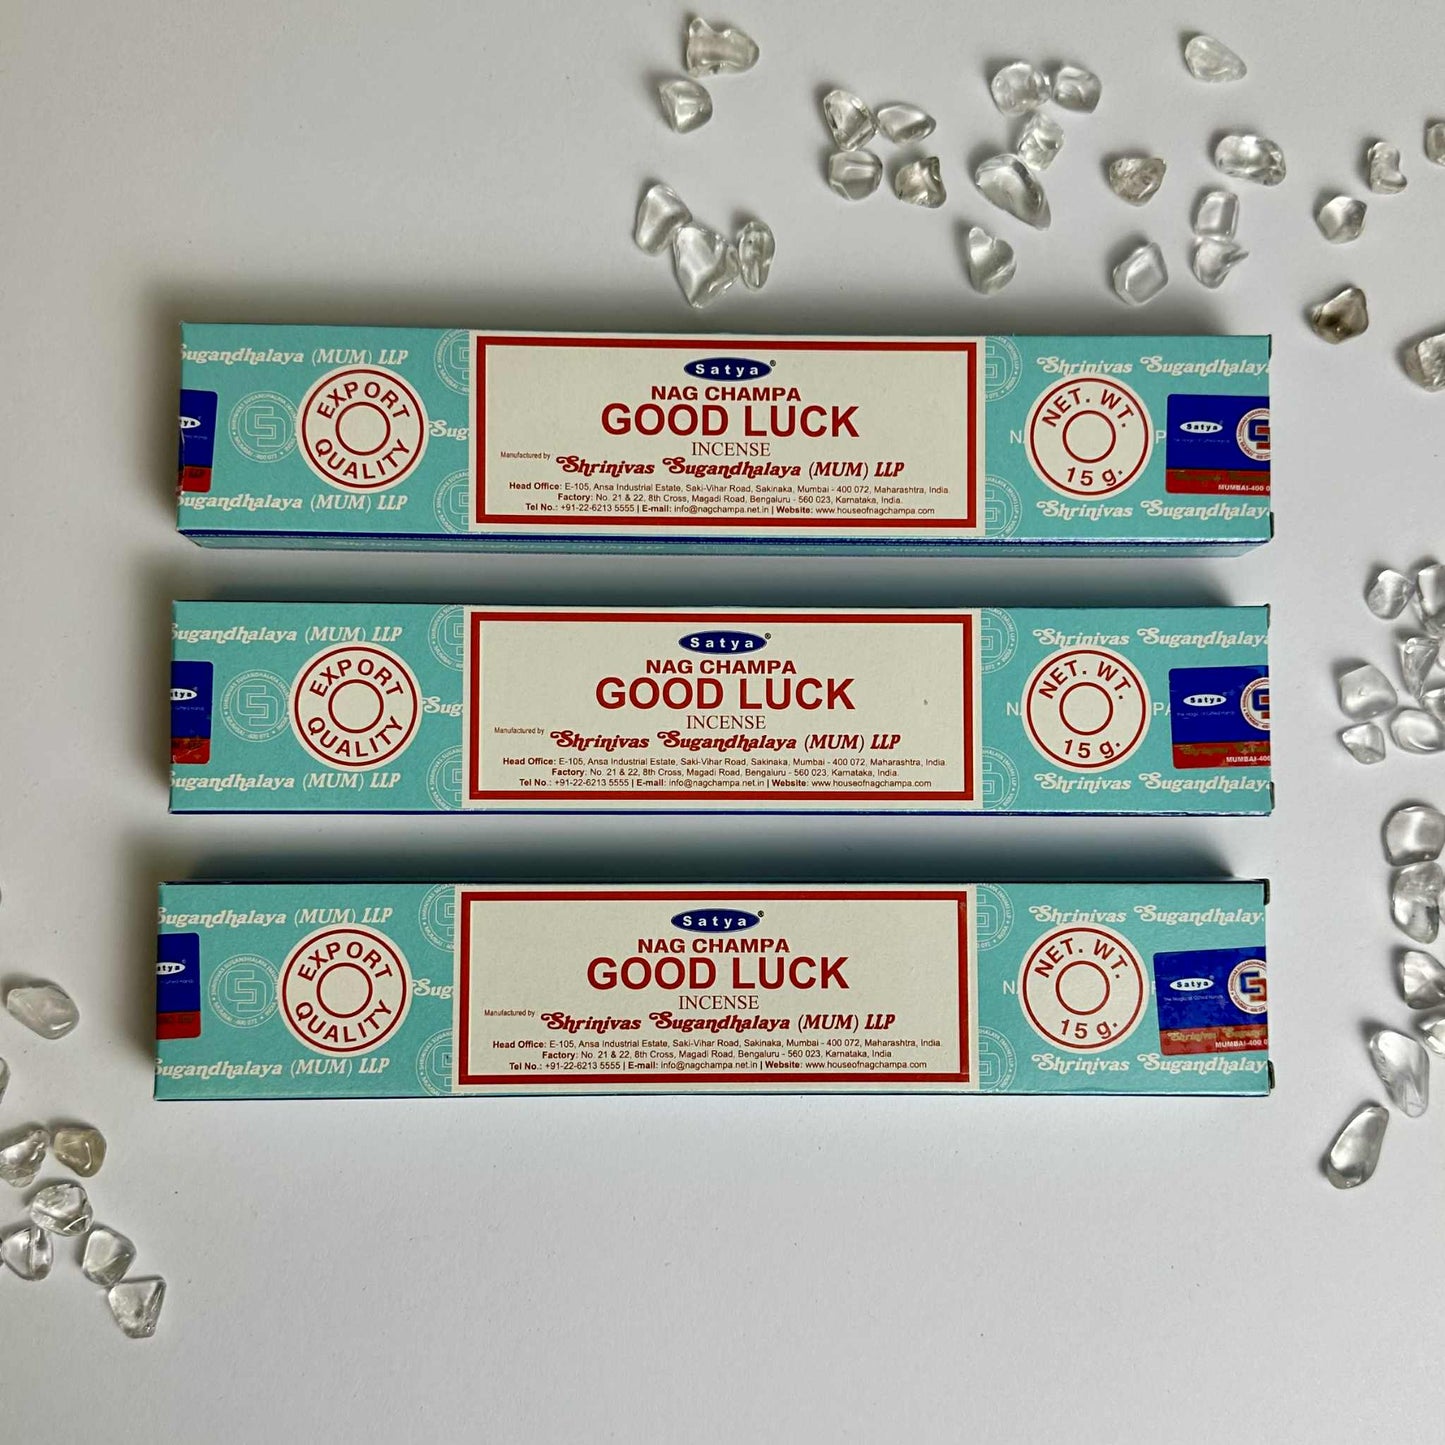 Sugandhalaya (MUM) LLP
EXPORT QUALITY
Sugandhalaya (MUM) LLP
Satya®
NAG CHAMPA
GOOD LUCK
INCENSE
Manufactured by Shrinivas Sugandhalaya (MUM) LLP
Head Office: E-105, Ansa Industrial Estate, Saki-Vihar Road, Sakinaka, Mumbai - 400 072, Maharashtra, India.
Factory: No. 21 & 22, 8th Cross, Magadi Road, Bengaluru - 560 023, Karnataka, India.
Tel No.: +91-22-6213 5555 | E-mail: info@nagchampa.net.in | Website: www.houseofnagchampa.com
Shrinivas Sugandhalaya
NET. WT.
15 g.
Satya
MUMBAI-400 0
Shrinivas Sugandhalay
Sugandhalaya (MUM) LLP
EXPORT QUALITY
Sugandhalaya (MUM) LLP
Satya®
NAG CHAMPA
GOOD LUCK
INCENSE
Manufactured by Shrinivas Sugandhalaya (MUM) LLP
Head Office: E-105, Ansa Industrial Estate, Saki-Vihar Road, Sakinaka, Mumbai - 400 072, Maharashtra, India.
Factory: No. 21 & 22, 8th Cross, Magadi Road, Bengaluru - 560 023, Karnataka, India.
Tel No.: +91-22-6213 5555 | E-mail: info@nagchampa.net.in | Website: www.houseofnagchampa.com
Shrinivas Sugandhalaya
NET. WT.
15 g.
Satya
MUMBAI-400
Shrinivas Sugandhalaya
Sugandhalaya (MUM) LLP
EXPORT QUALITY
Sugandhalaya (MUM) LLP
Satya®
NAG CHAMPA
GOOD LUCK
INCENSE
Manufactured by Shrinivas Sugandhalaya (MUM) LLP
Head Office: E-105, Ansa Industrial Estate, Saki-Vihar Road, Sakinaka, Mumbai - 400 072, Maharashtra, India.
Factory: No. 21 & 22, 8th Cross, Magadi Road, Bengaluru - 560 023, Karnataka, India
Tel No.: +91-22-6213 5555 | E-mail: info@nagchampa.net.in | Website: www.houseofnagchampa.com
Shrinivas Sugandhalay
NET. WT.
15 g.
Satya
MUMBAI-400 0
Shrinivas Sugandhalay